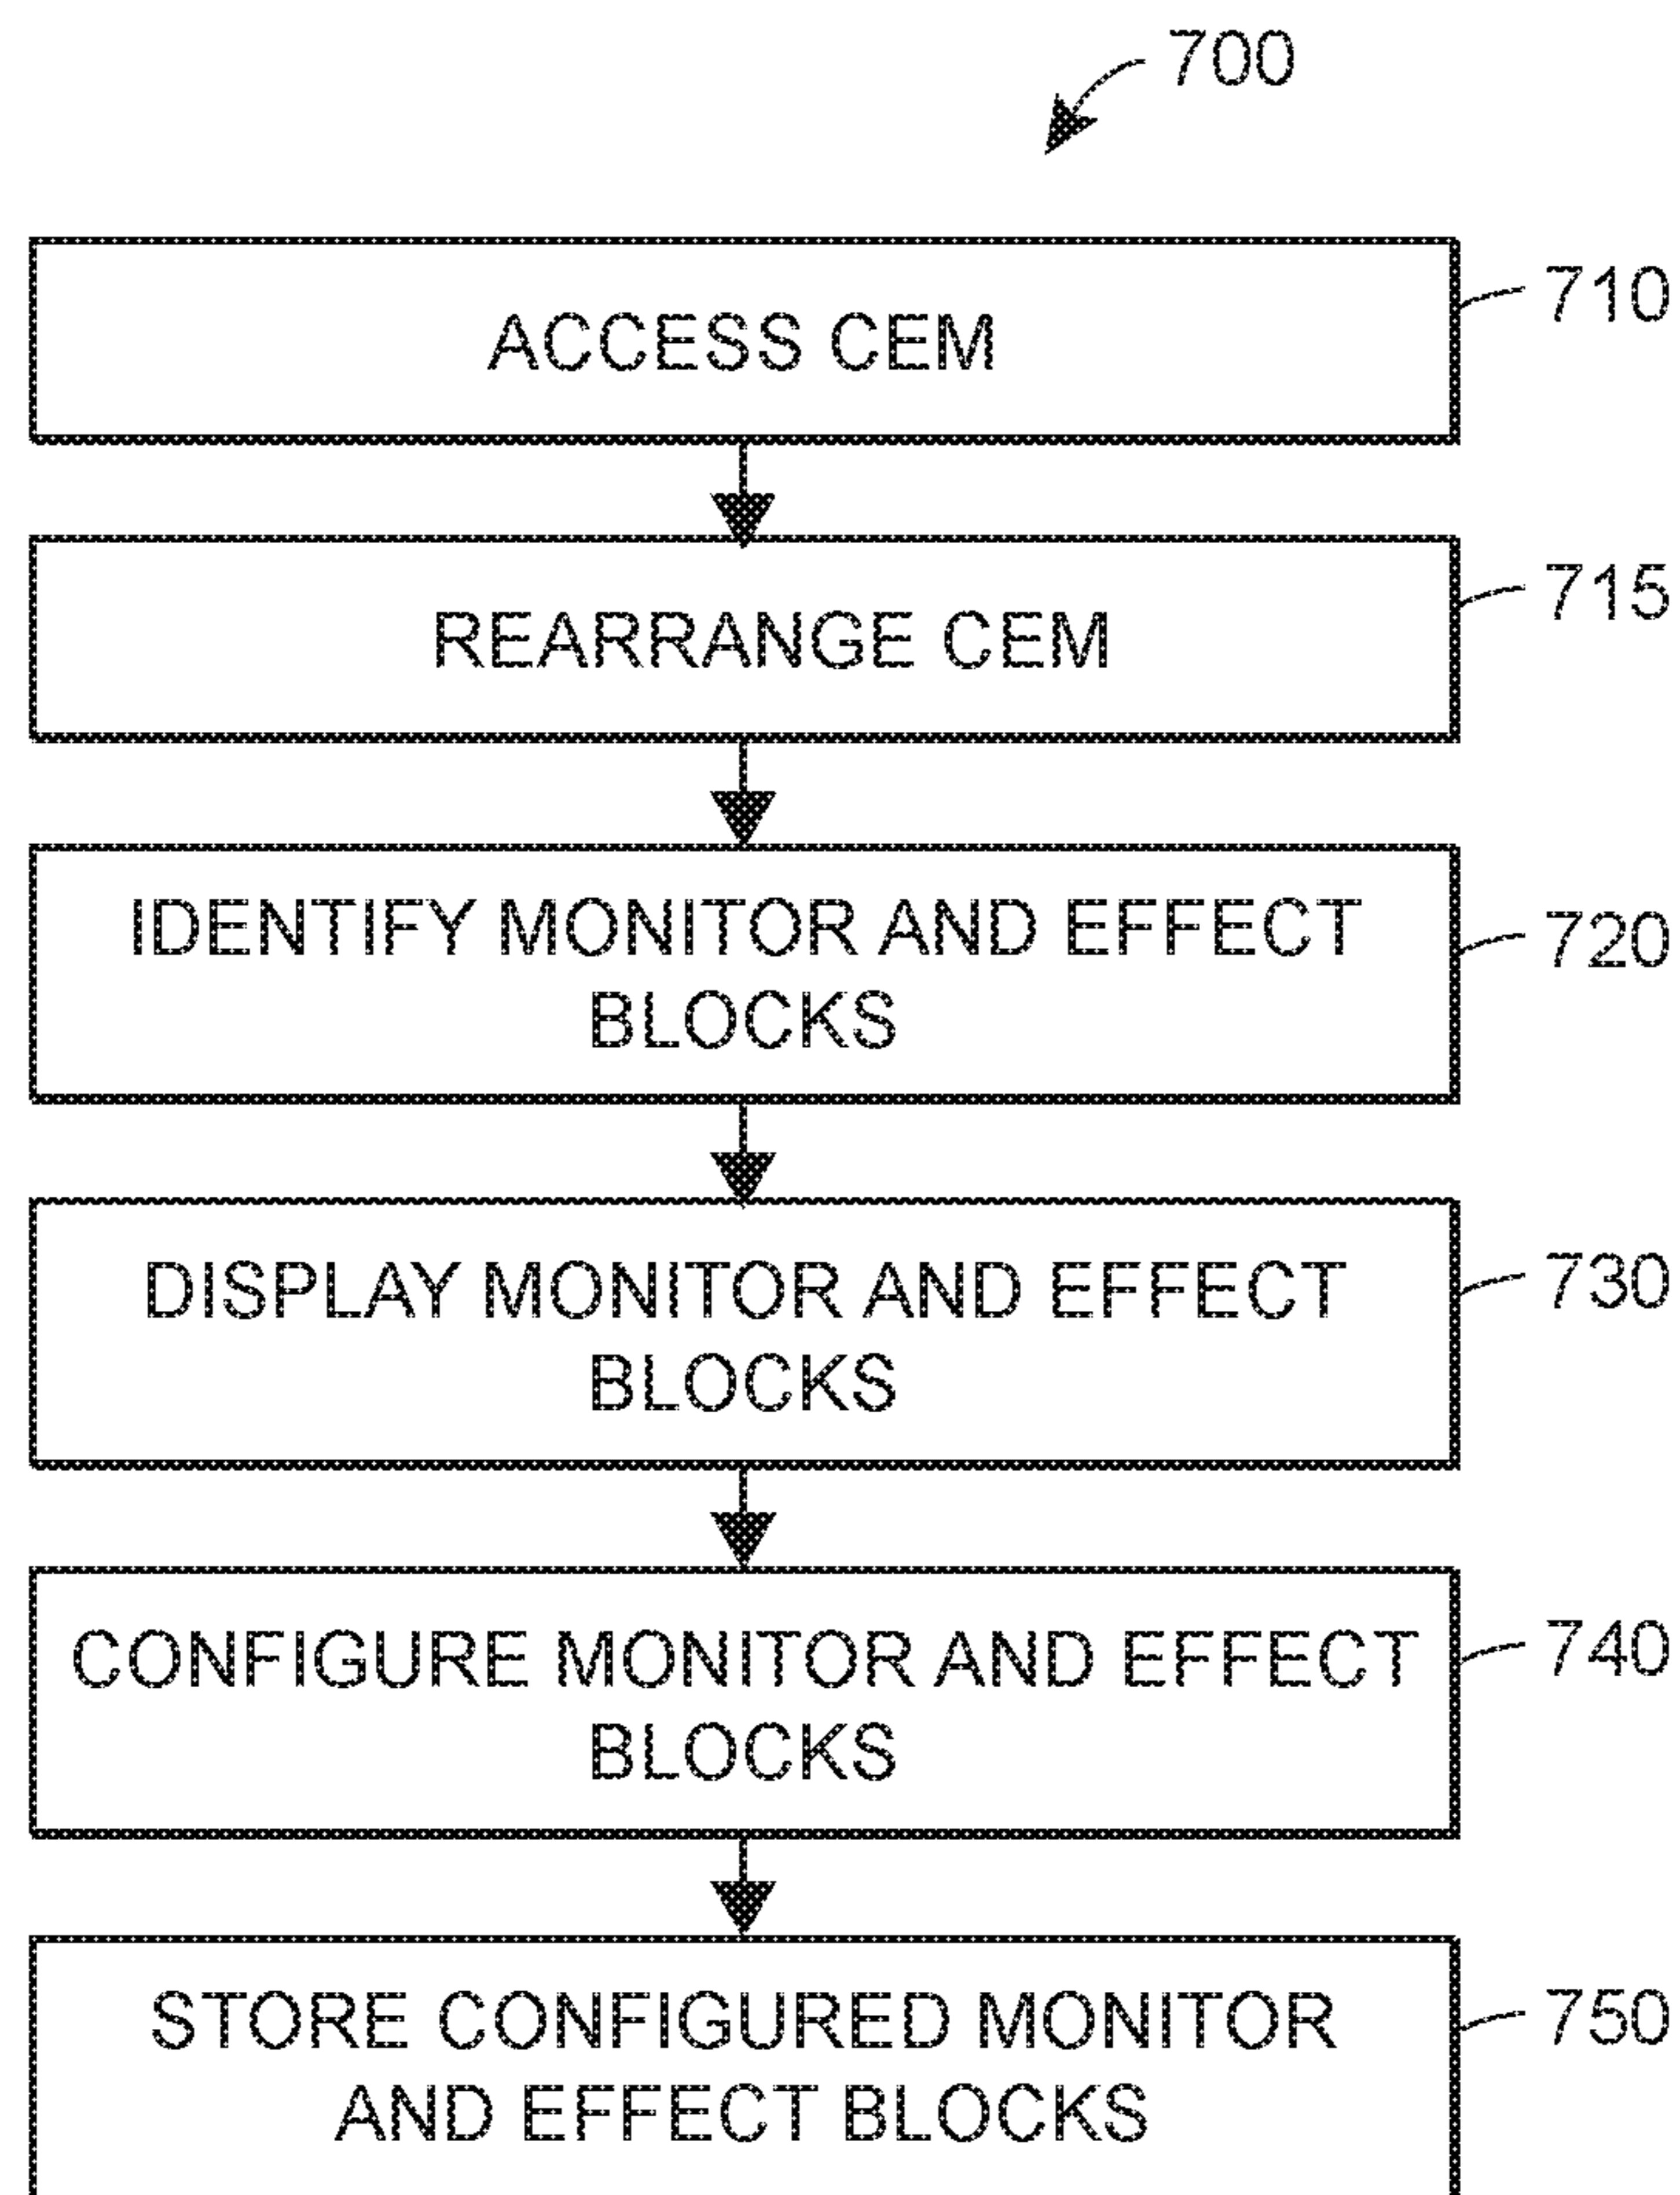 700
ACCESS CEM
710
REARRANGE CEM
715
IDENTIFY MONITOR AND EFFECT
BLOCKS
720
DISPLAY MONITOR AND EFFECT
BLOCKS
730
CONFIGURE MONITOR AND EFFECT
BLOCKS
740
STORE CONFIGURED MONITOR
AND EFFECT BLOCKS
750